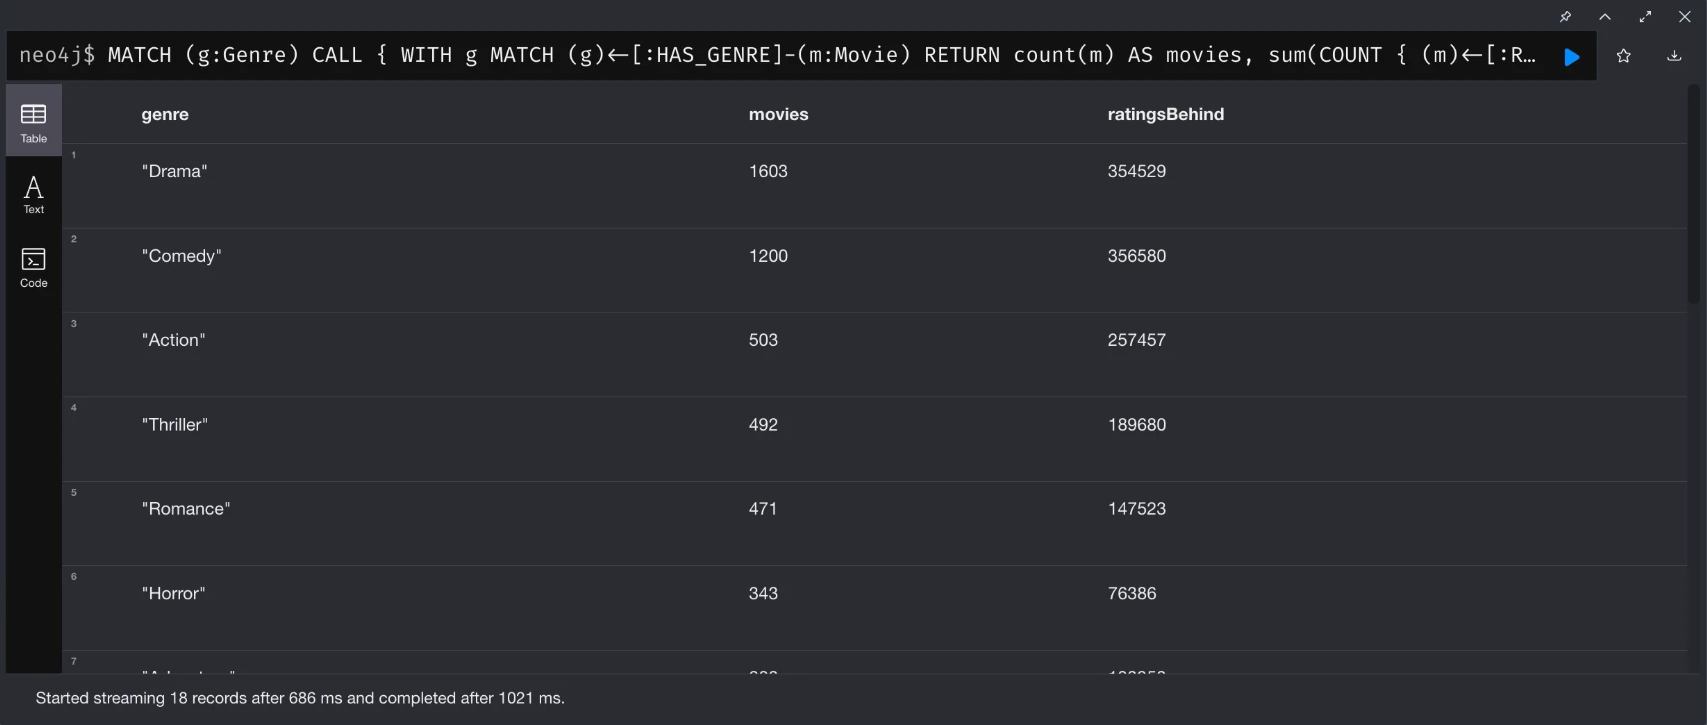 neo4j$ MATCH (g:Genre) CALL { WITH g MATCH (g)<-[:HAS_GENRE]-(m:Movie) RETURN count(m) AS movies, sum(COUNT { (m)<-[:R…
Table
Text
Code
genre movies ratingsBehind
1 "Drama" 1603 354529
2 "Comedy" 1200 356580
3 "Action" 503 257457
4 "Thriller" 492 189680
5 "Romance" 471 147523
6 "Horror" 343 76386
7
Started streaming 18 records after 686 ms and completed after 1021 ms.